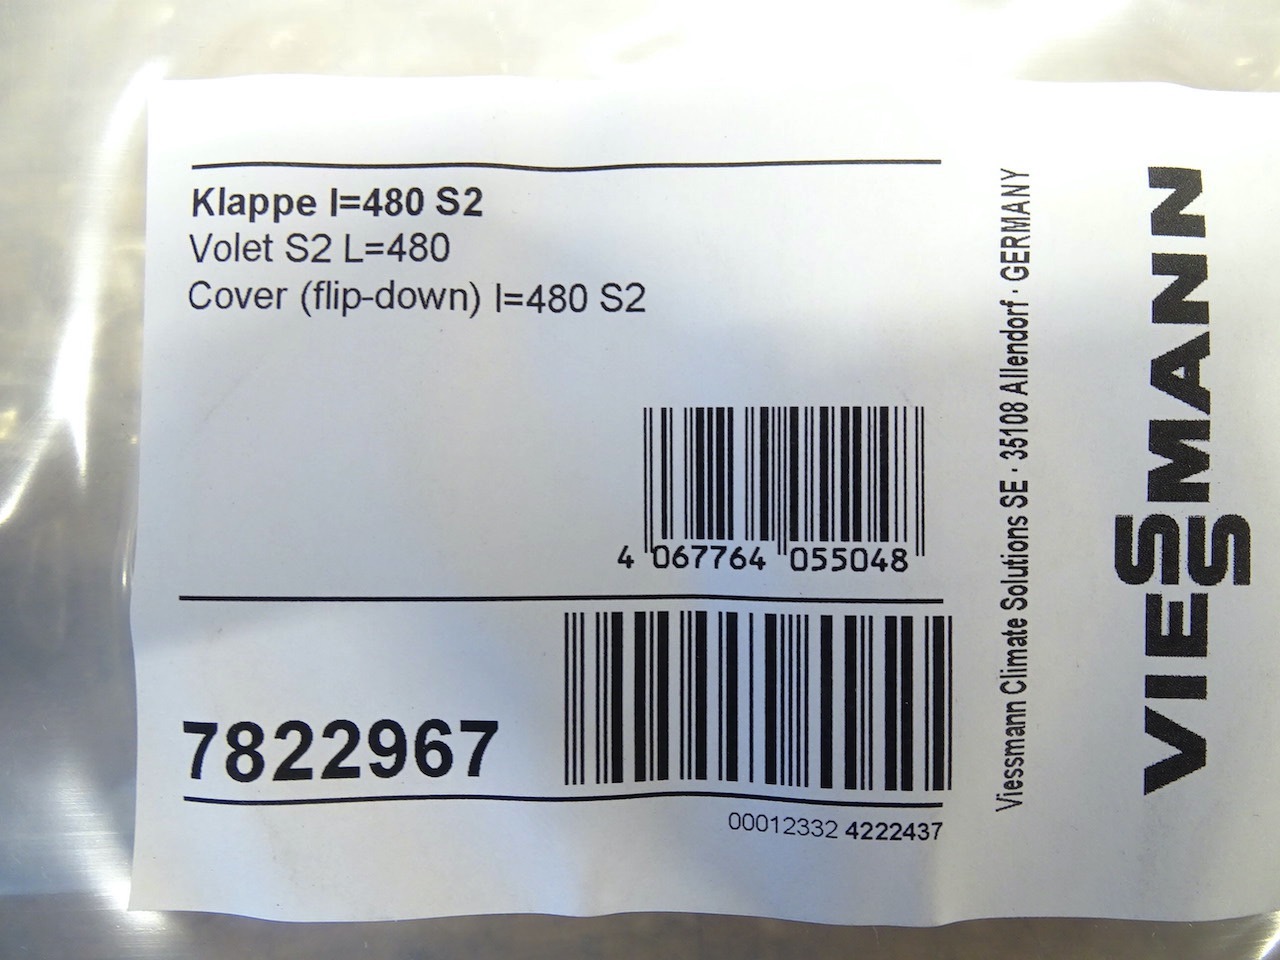 Klappe l=480 S2
Volet S2 L=480
Cover (flip-down) l=480 S2
4 067764 055048
7822967
00012332 4222437
Viessmann Climate Solutions SE · 35108 Allendorf · GERMANY
VIESSMANN